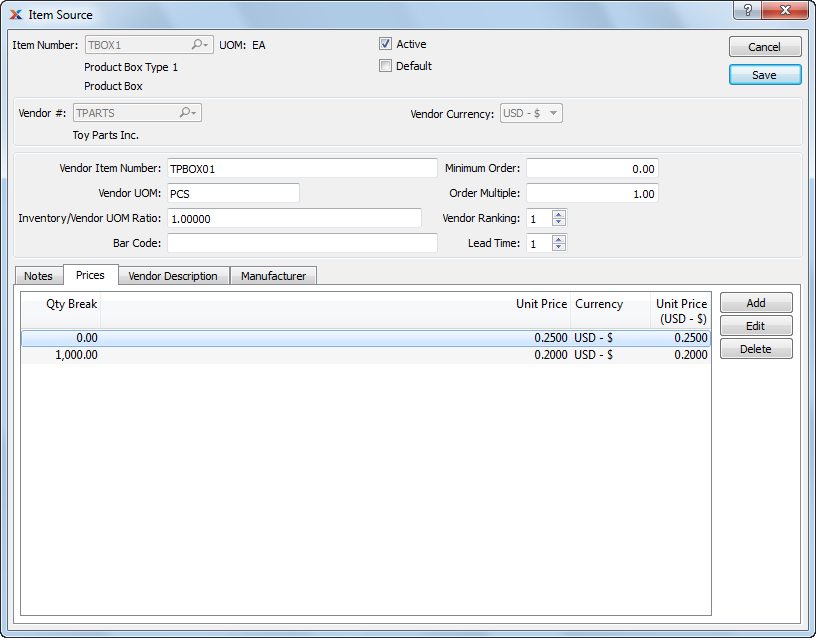 Item Source
Item Number: TBOX1 UOM: EA
Active
Cancel
Product Box Type 1
Default
Product Box
Save
Vendor #: TPARTS
Vendor Currency: USD - $
Toy Parts Inc.
Vendor Item Number: TPBOX01
Minimum Order: 0.00
Vendor UOM: PCS
Order Multiple: 1.00
Inventory/Vendor UOM Ratio: 1.00000
Vendor Ranking: 1
Bar Code:
Lead Time: 1
Notes Prices Vendor Description Manufacturer
Qty Break Unit Price Currency Unit Price
(USD - $)
0.00 0.2500 USD - $ 0.2500
1,000.00 0.2000 USD - $ 0.2000
Add
Edit
Delete